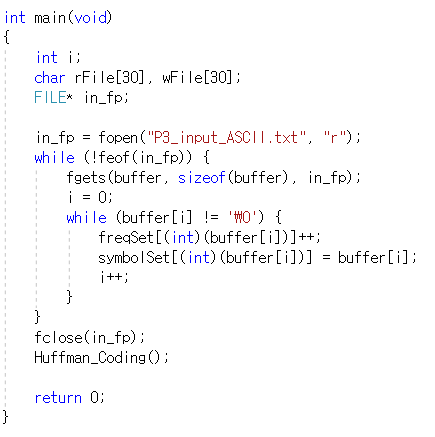 int main(void)
{
    int i;
    char rFile[30], wFile[30];
    FILE* in_fp;

    in_fp = fopen("P3_input_ASCII.txt", "r");
    while (!feof(in_fp)) {
        fgets(buffer, sizeof(buffer), in_fp);
        i = 0;
        while (buffer[i] != '₩0') {
            freqSet[(int)(buffer[i])]++;
            symbolSet[(int)(buffer[i])] = buffer[i];
            i++;
        }
    }
    fclose(in_fp);
    Huffman_Coding();

    return 0;
}